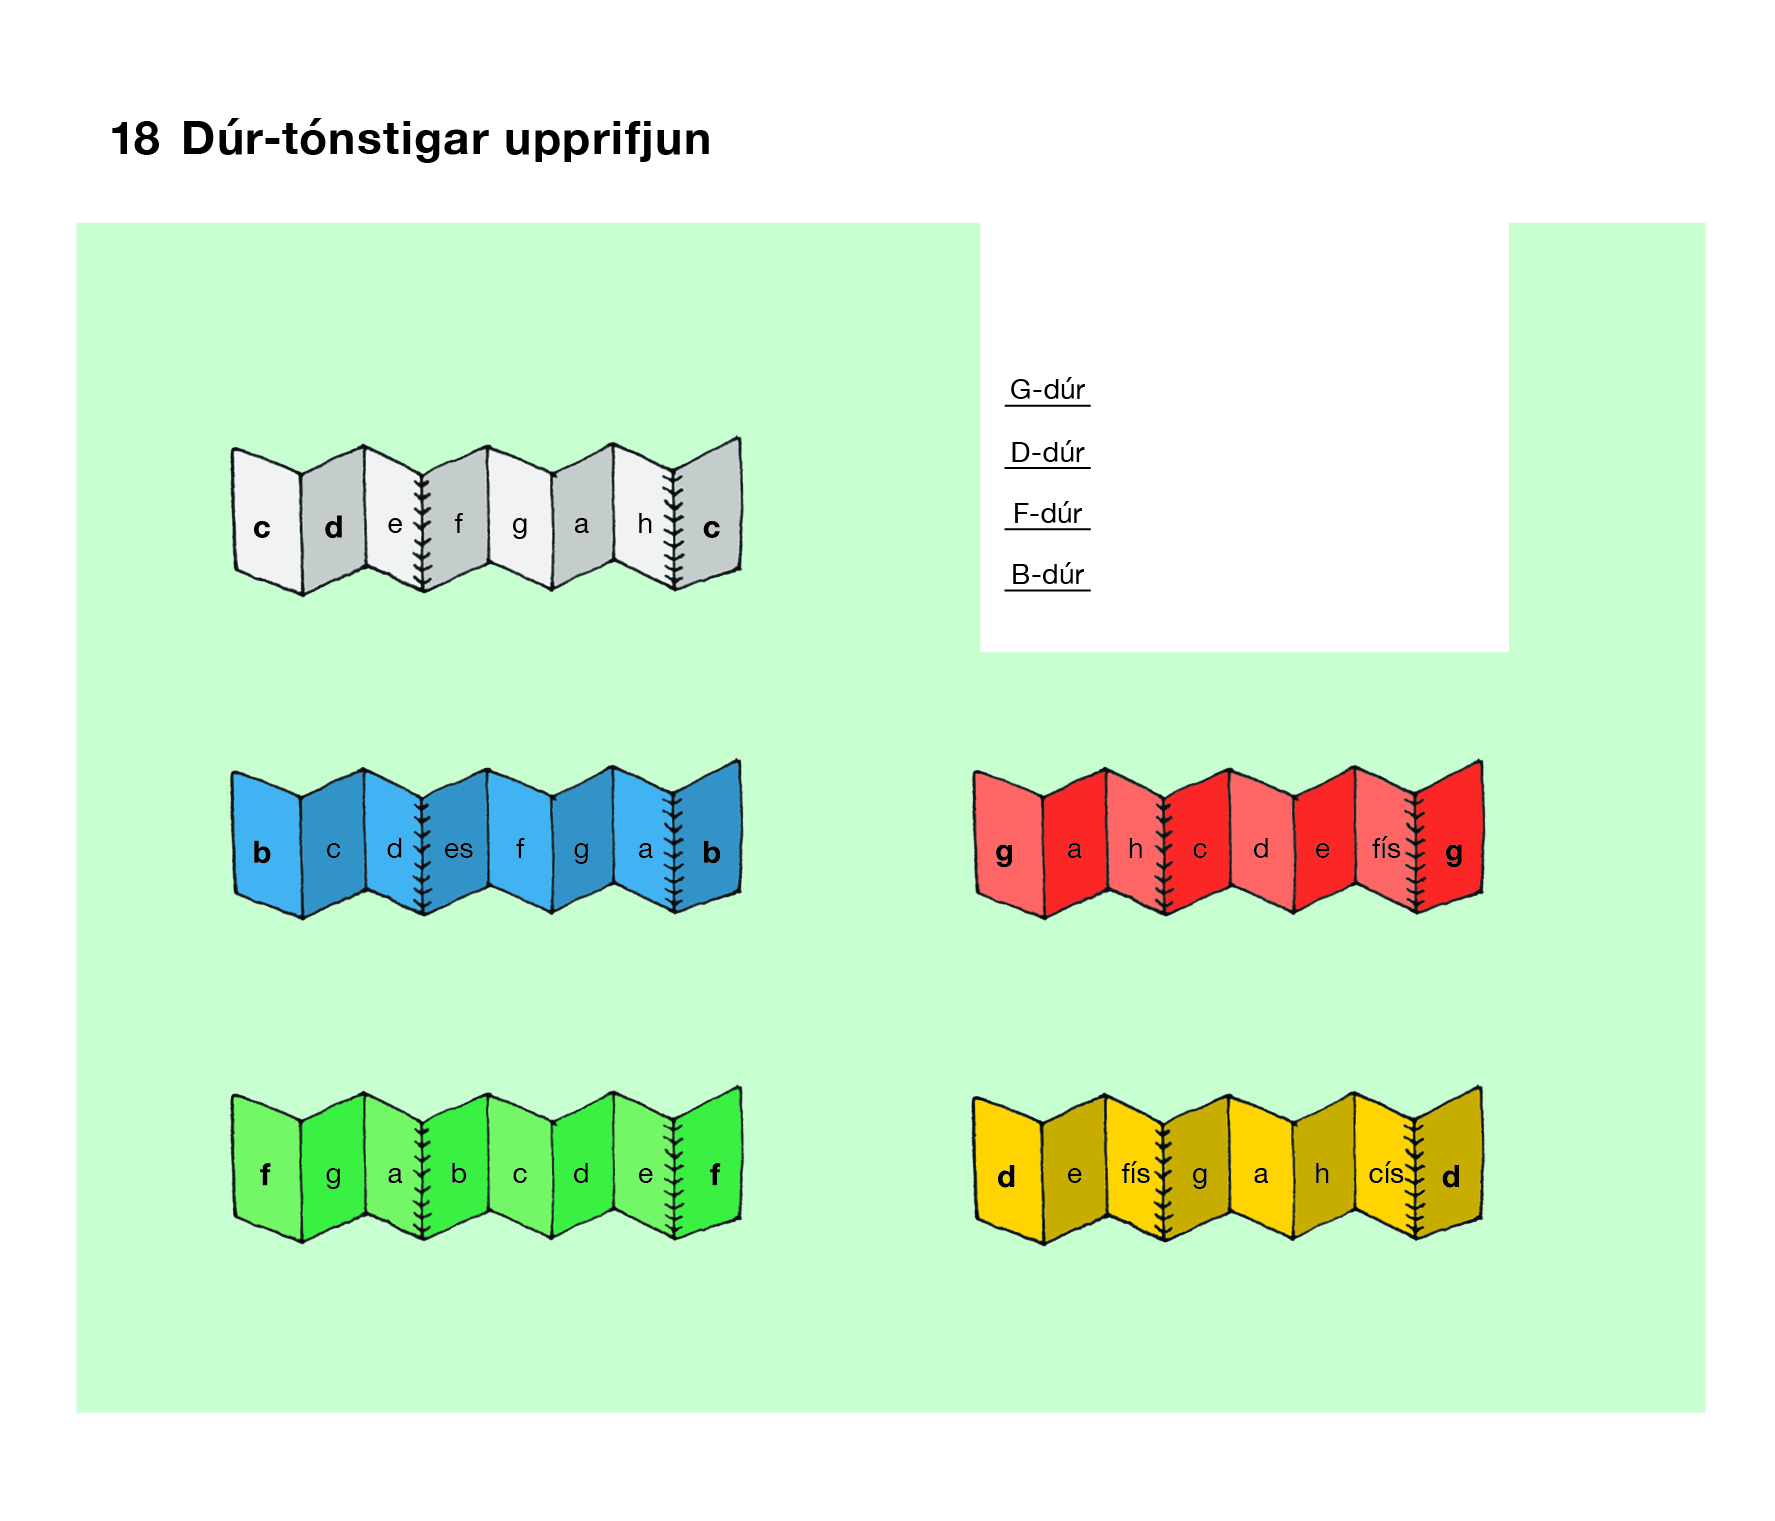 18 Dúr-tónstigar upprifjun
G-dúr
D-dúr
F-dúr
B-dúr
c d e f g a h c
b c d es f g a b
g a h c d e fís g
f g a b c d e f
d e fís g a h cís d